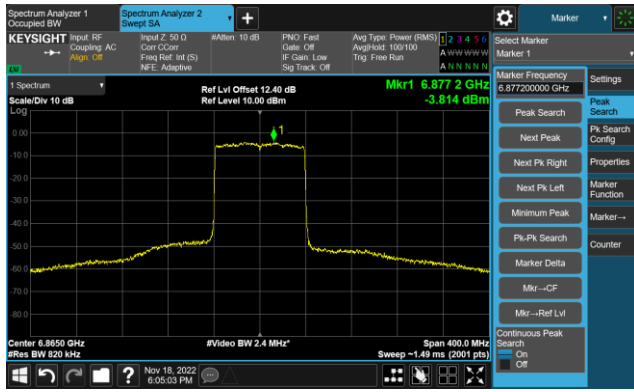 Spectrum Analyzer 1
Occupied BW
Spectrum Analyzer 2
Swept SA
Marker
KEYSIGHT Input: RF
Coupling: AC
Align: Off
Input Z: 50 Ω
Corr CCorr
Freq Ref: Int (S)
NFE: Adaptive
#Atten: 10 dB
PNO: Fast
Gate: Off
IF Gain: Low
Sig Track: Off
Avg Type: Power (RMS)
Avg|Hold: 100/100
Trig: Free Run
1 2 3 4 5 6
A W W W W W
A N N N N N
Select Marker
Marker 1
1 Spectrum
Scale/Div 10 dB
Log
Ref Lvl Offset 12.40 dB
Ref Level 10.00 dBm
Mkr1 6.877 2 GHz
-3.814 dBm
1
0.00
-10.0
-20.0
-30.0
-40.0
-50.0
-60.0
-70.0
-80.0
Center 6.8650 GHz
#Res BW 820 kHz
#Video BW 2.4 MHz*
Span 400.0 MHz
Sweep ~1.49 ms (2001 pts)
Marker Frequency
6.877200000 GHz
Peak Search
Next Peak
Next Pk Right
Next Pk Left
Minimum Peak
Pk-Pk Search
Marker Delta
Mkr→CF
Mkr→Ref Lvl
Continuous Peak
Search
On
Off
Settings
Peak
Search
Pk Search
Config
Properties
Marker
Function
Marker→
Counter
?
Nov 18, 2022
6:05:03 PM